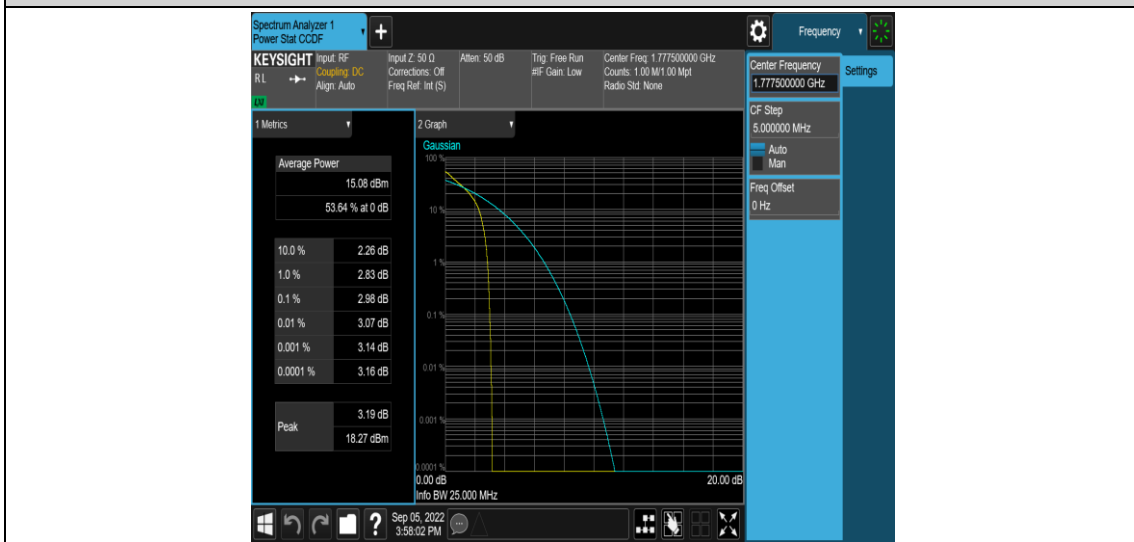 Spectrum Analyzer 1
Power Stat CCDF
+
Frequency
KEYSIGHT
RL
LXI
Input: RF
Coupling: DC
Align: Auto
Input Z: 50 Ω
Corrections: Off
Freq Ref: Int (S)
Atten: 50 dB
Trig: Free Run
#IF Gain: Low
Center Freq: 1.777500000 GHz
Counts: 1.00 M/1.00 Mpt
Radio Std: None
Center Frequency
1.777500000 GHz
Settings
CF Step
5.000000 MHz
Auto
Man
Freq Offset
0 Hz
1 Metrics
Average Power
15.08 dBm
53.64 % at 0 dB
10.0 % 2.26 dB
1.0 % 2.83 dB
0.1 % 2.98 dB
0.01 % 3.07 dB
0.001 % 3.14 dB
0.0001 % 3.16 dB
Peak
3.19 dB
18.27 dBm
2 Graph
Gaussian
100 %
10 %
1 %
0.1 %
0.01 %
0.001 %
0.0001 %
0.00 dB 20.00 dB
Info BW 25.000 MHz
?
Sep 05, 2022
3:58:02 PM